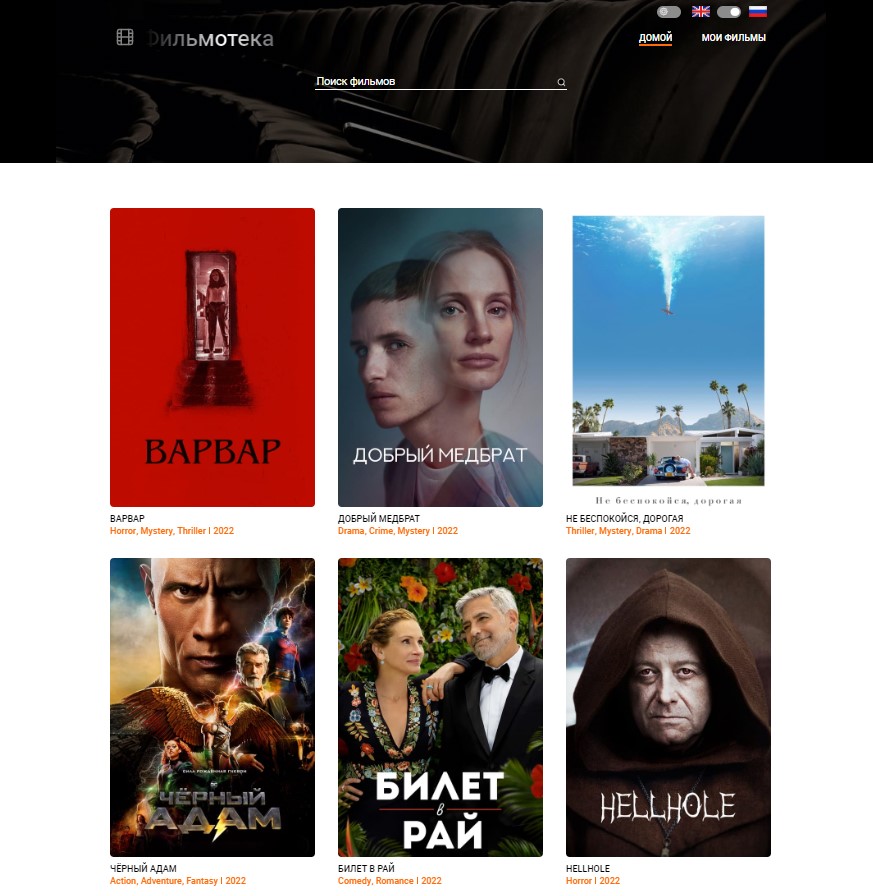 Фильмотека
ДОМОЙ
МОИ ФИЛЬМЫ
Поиск фильмов
ВАРВАР
ДОБРЫЙ МЕДБРАТ
Не беспокойся, дорогая
ВАРВАР
Horror, Mystery, Thriller | 2022
ДОБРЫЙ МЕДБРАТ
Drama, Crime, Mystery | 2022
НЕ БЕСПОКОЙСЯ, ДОРОГАЯ
Thriller, Mystery, Drama | 2022
ЧЁРНЫЙ
АДАМ
БИЛЕТ
в
РАЙ
HELLHOLE
ЧЁРНЫЙ АДАМ
Action, Adventure, Fantasy | 2022
БИЛЕТ В РАЙ
Comedy, Romance | 2022
HELLHOLE
Horror | 2022